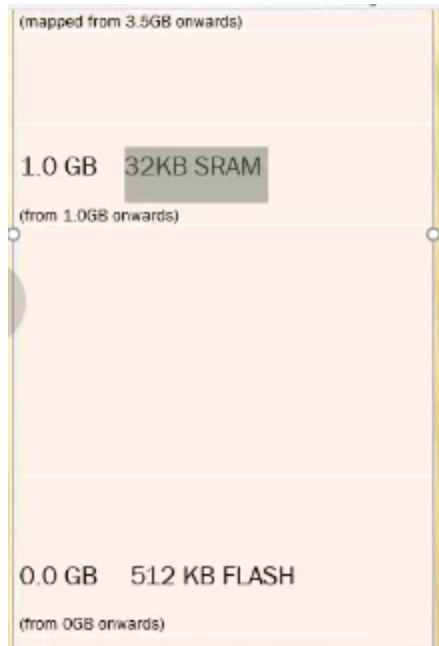 (mapped from 3.5GB onwards)
1.0 GB 32KB SRAM
(from 1.0GB onwards)
0.0 GB 512 KB FLASH
(from 0GB onwards)